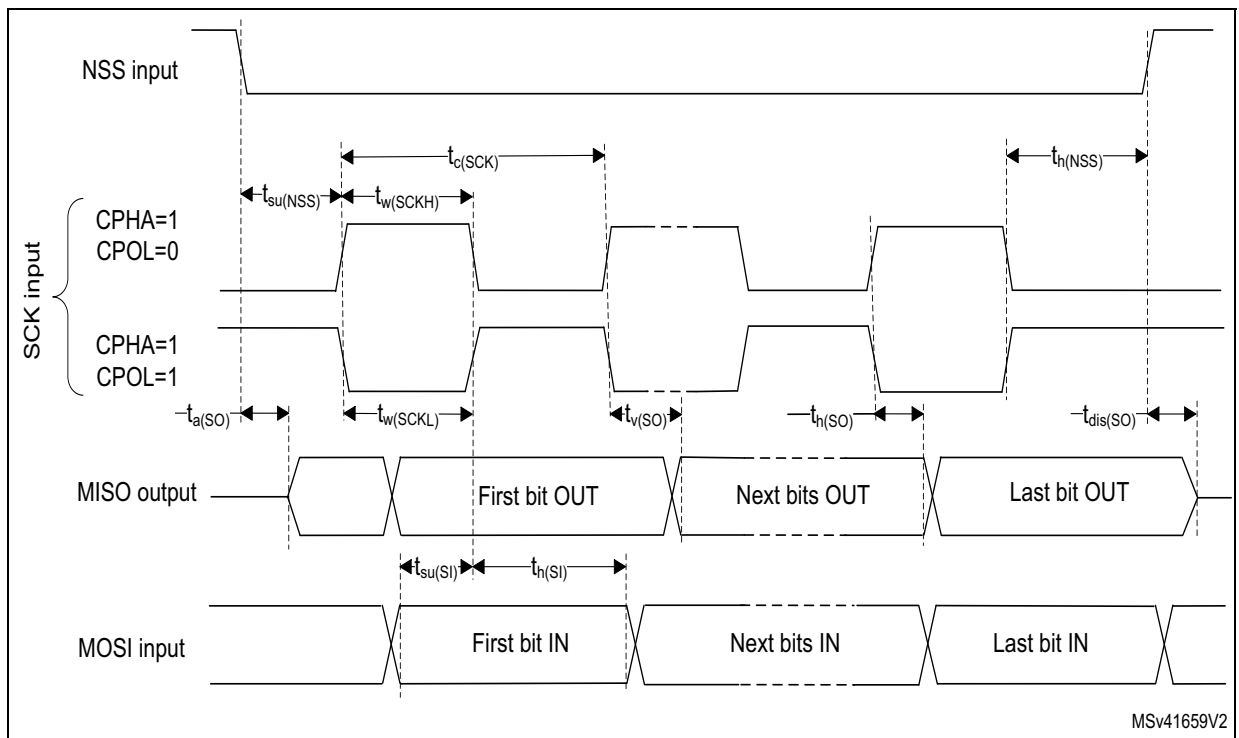 NSS input
tc(SCK)
th(NSS)
tsu(NSS)
tw(SCKH)
SCK input
CPHA=1
CPOL=0
CPHA=1
CPOL=1
ta(SO)
tw(SCKL)
tv(SO)
th(SO)
tdis(SO)
MISO output
First bit OUT
Next bits OUT
Last bit OUT
tsu(SI)
th(SI)
MOSI input
First bit IN
Next bits IN
Last bit IN
MSv41659V2